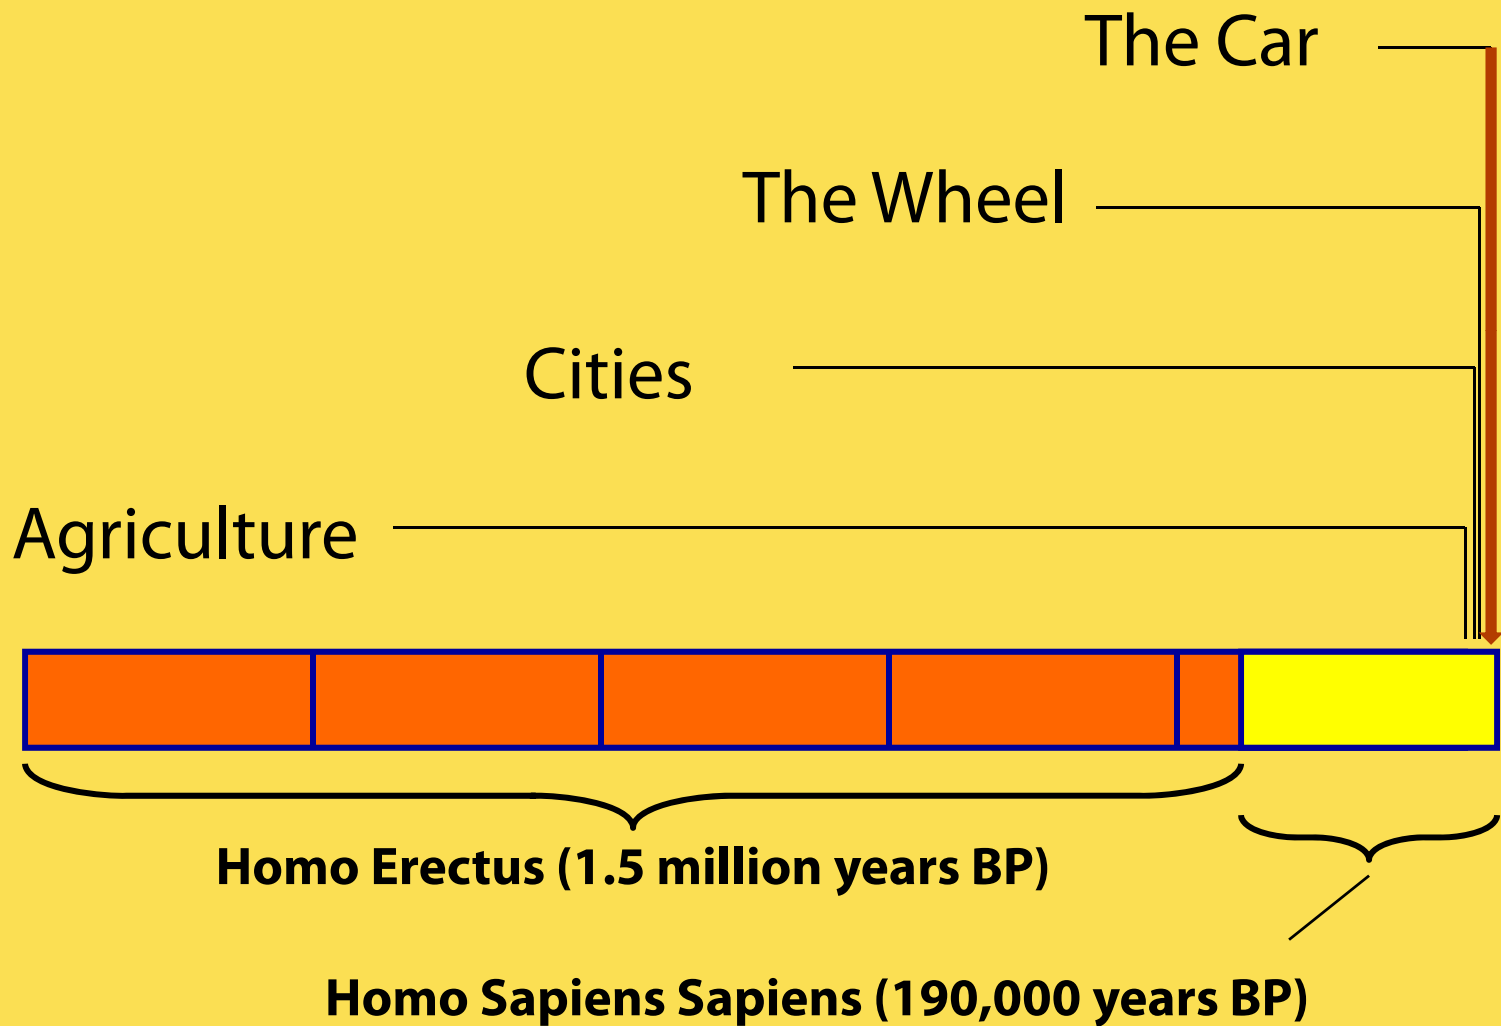 The Car
The Wheel
Cities
Agriculture
Homo Erectus (1.5 million years BP)
Homo Sapiens Sapiens (190,000 years BP)